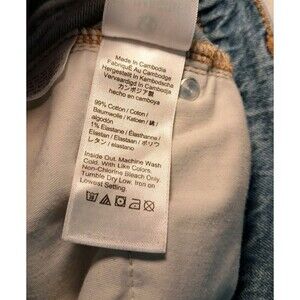 Made In Cambodia
Fabriqué Au Cambodge
Hergestellt in Kambodscha
Vervaardigd in Cambodja
カンボジア製
hecho en camboya
99% Cotton / Coton /
Baumwolle / Katoen / 綿 /
algodón
1% Elastane / Élasthanne /
Elastan / Elastaan / ポリウ
レタン / elastano
Inside Out. Machine Wash
Cold. With Like Colors.
Non-Chlorine Bleach Only.
Tumble Dry Low. Iron on
Lowest Setting.